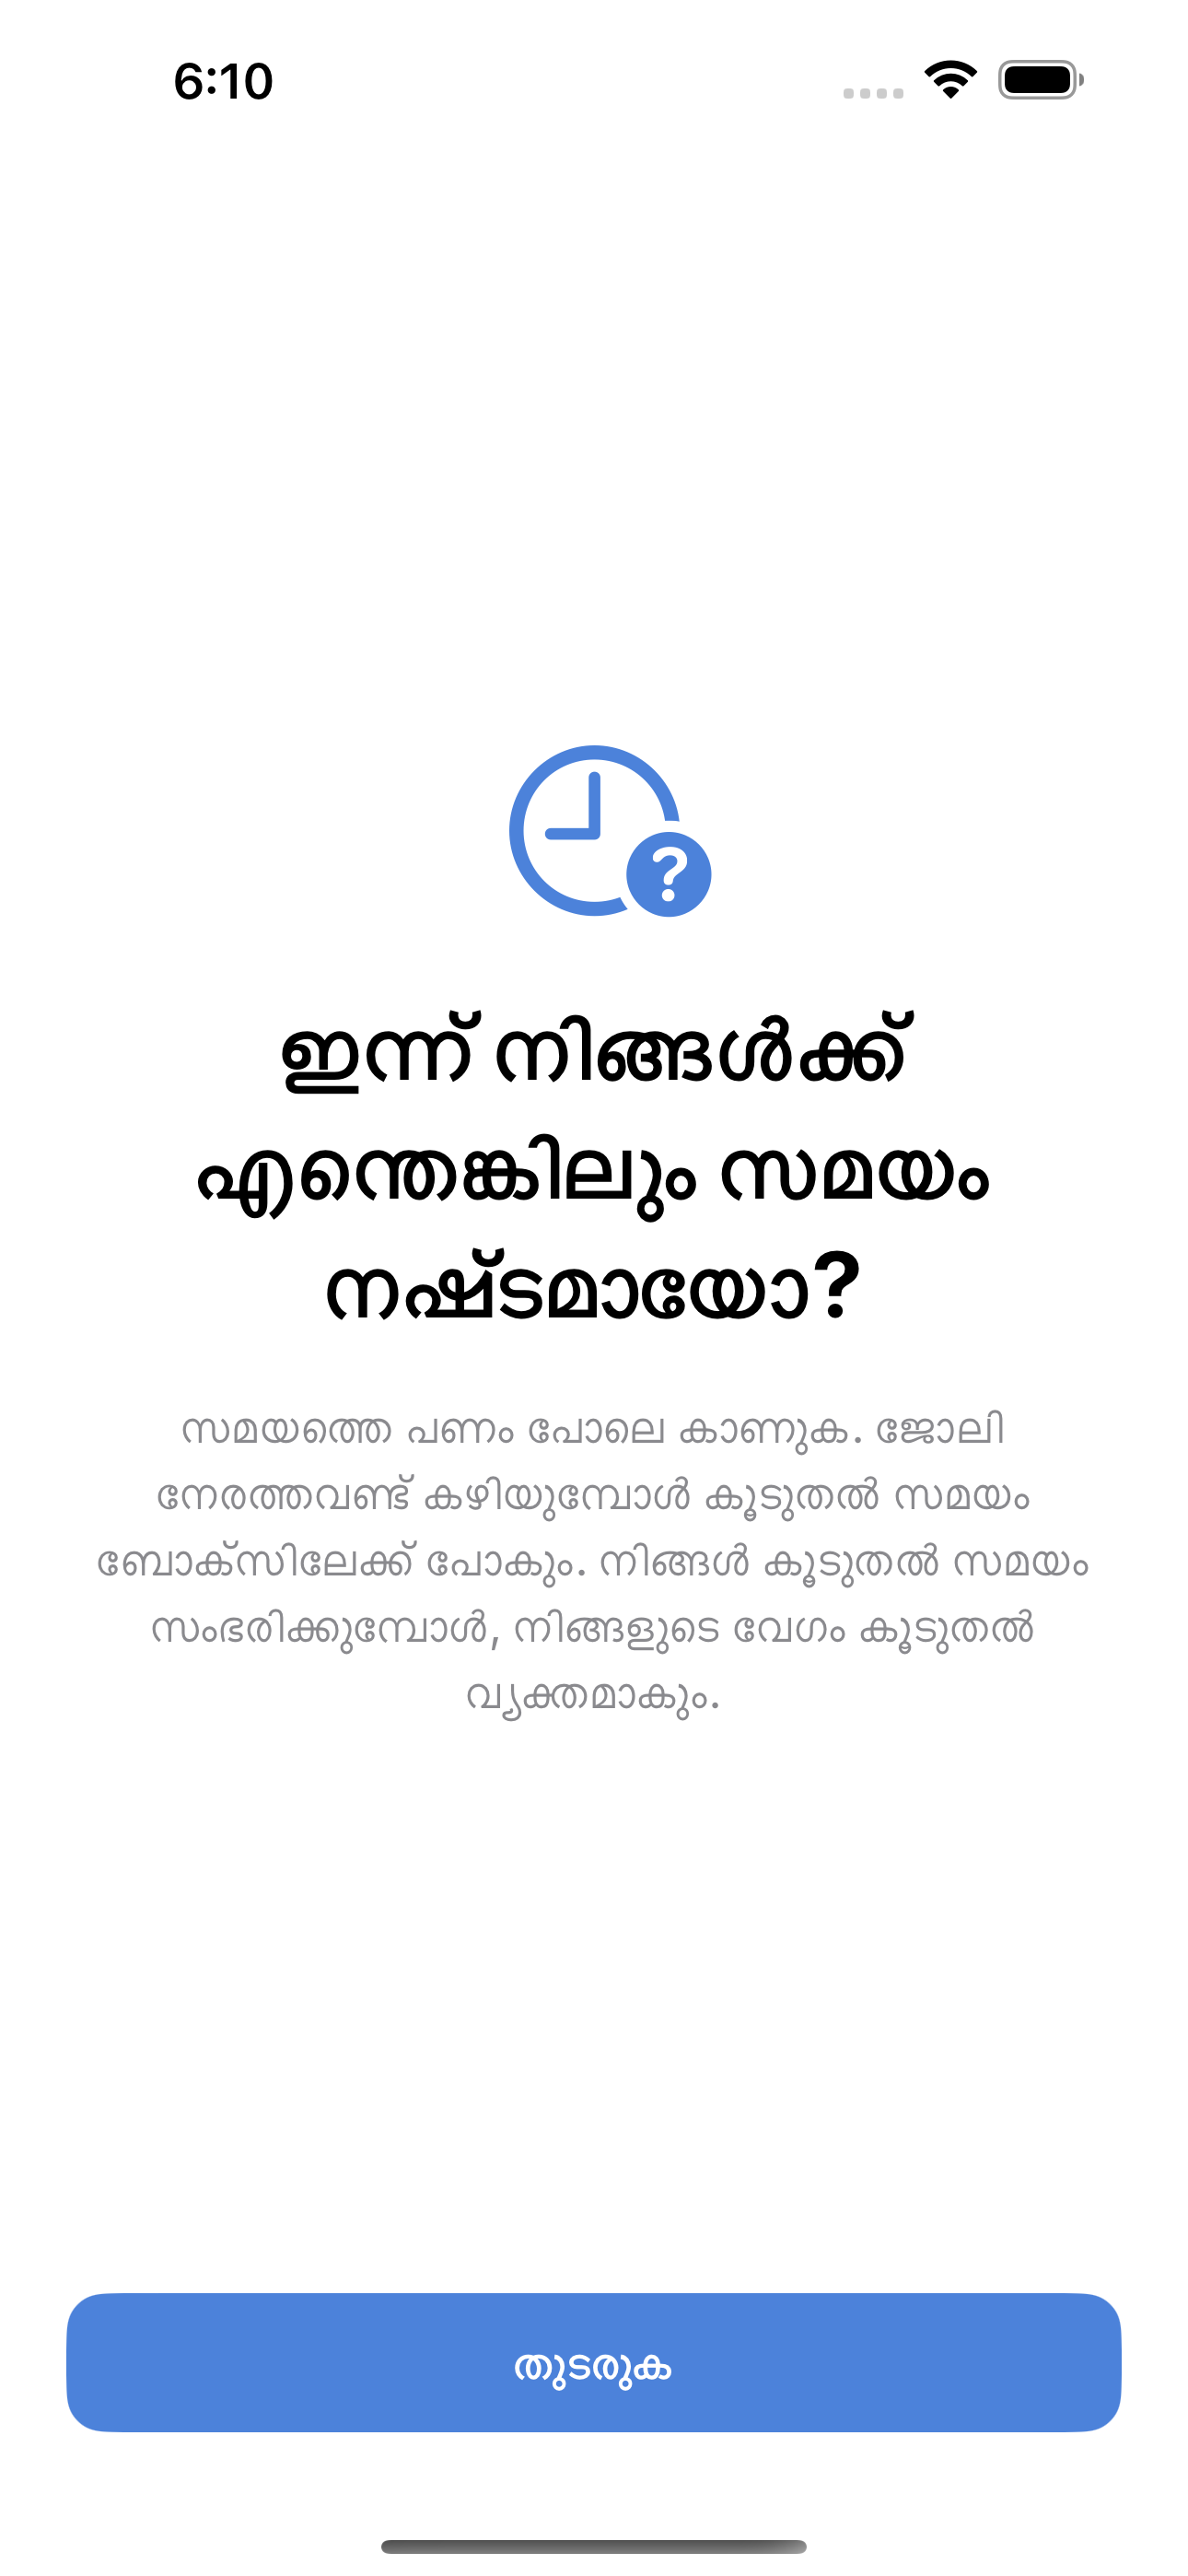 6:10
?
ഇന്ന് നിങ്ങൾക്ക്
എന്തെങ്കിലും സമയം
നഷ്ടമായോ?
സമയത്തെ പണം പോലെ കാണുക. ജോലി
നേരത്തവണ്ട് കഴിയുമ്പോൾ കൂടുതൽ സമയം
ബോക്സിലേക്ക് പോകും. നിങ്ങൾ കൂടുതൽ സമയം
സംഭരിക്കുമ്പോൾ, നിങ്ങളുടെ വേഗം കൂടുതൽ
വ്യക്തമാകും.
തുടരുക